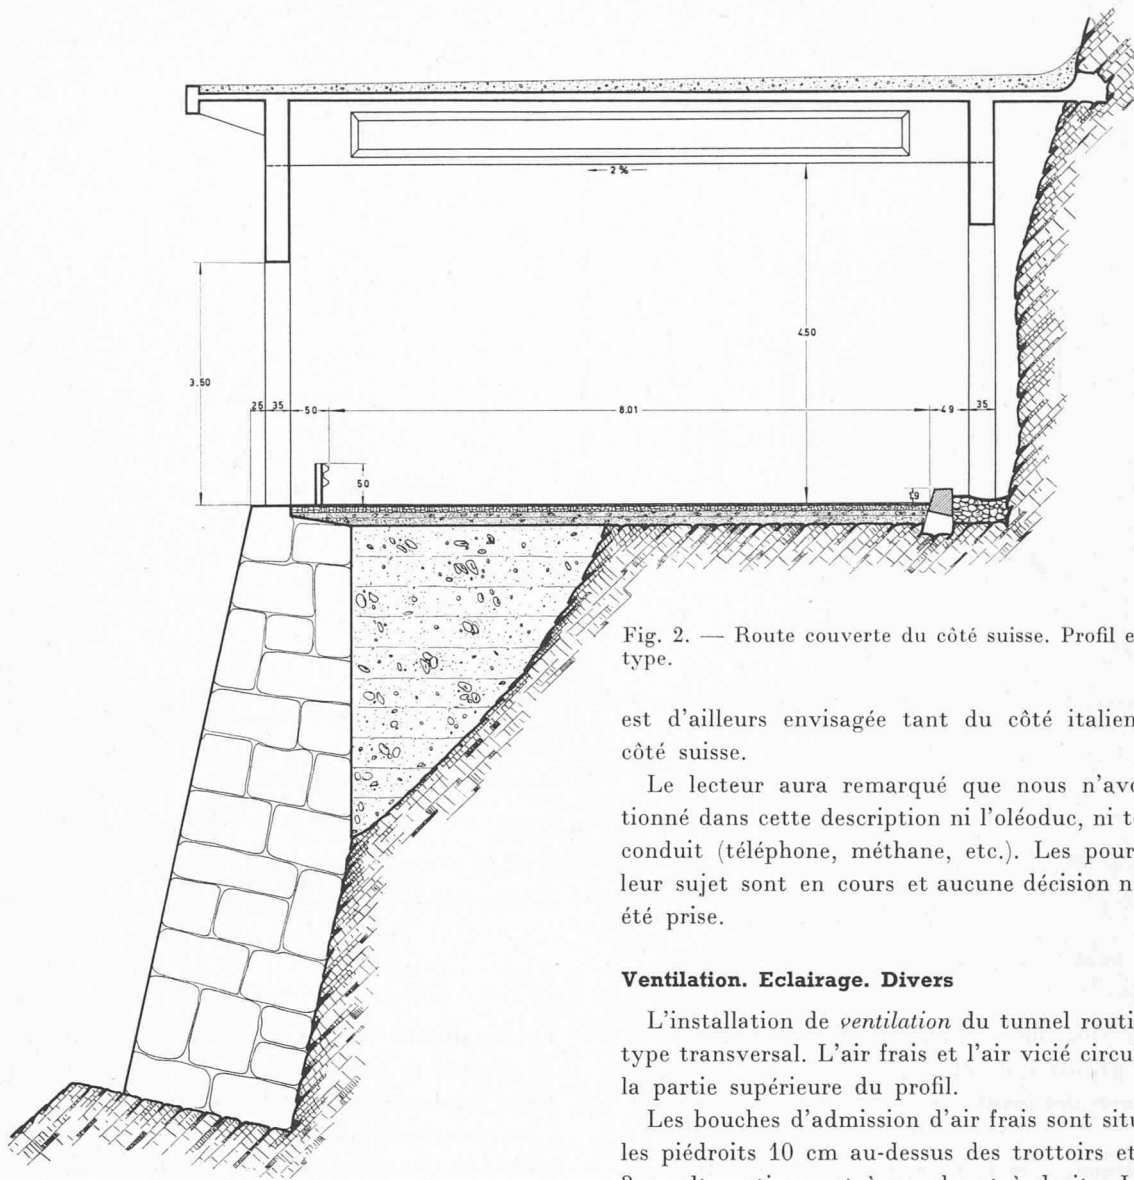 2 %
4.50
3.50
25 35 50 8.01 49 35
50
19
Fig. 2. — Route couverte du côté suisse. Profil e
type.
est d'ailleurs envisagée tant du côté italien
côté suisse.
Le lecteur aura remarqué que nous n'avo
tionné dans cette description ni l'oléoduc, ni to
conduit (téléphone, méthane, etc.). Les pour
leur sujet sont en cours et aucune décision n
été prise.
Ventilation. Eclairage. Divers
L'installation de ventilation du tunnel routi
type transversal. L'air frais et l'air vicié circu
la partie supérieure du profil.
Les bouches d'admission d'air frais sont situ
les piédroits 10 cm au-dessus des trottoirs et